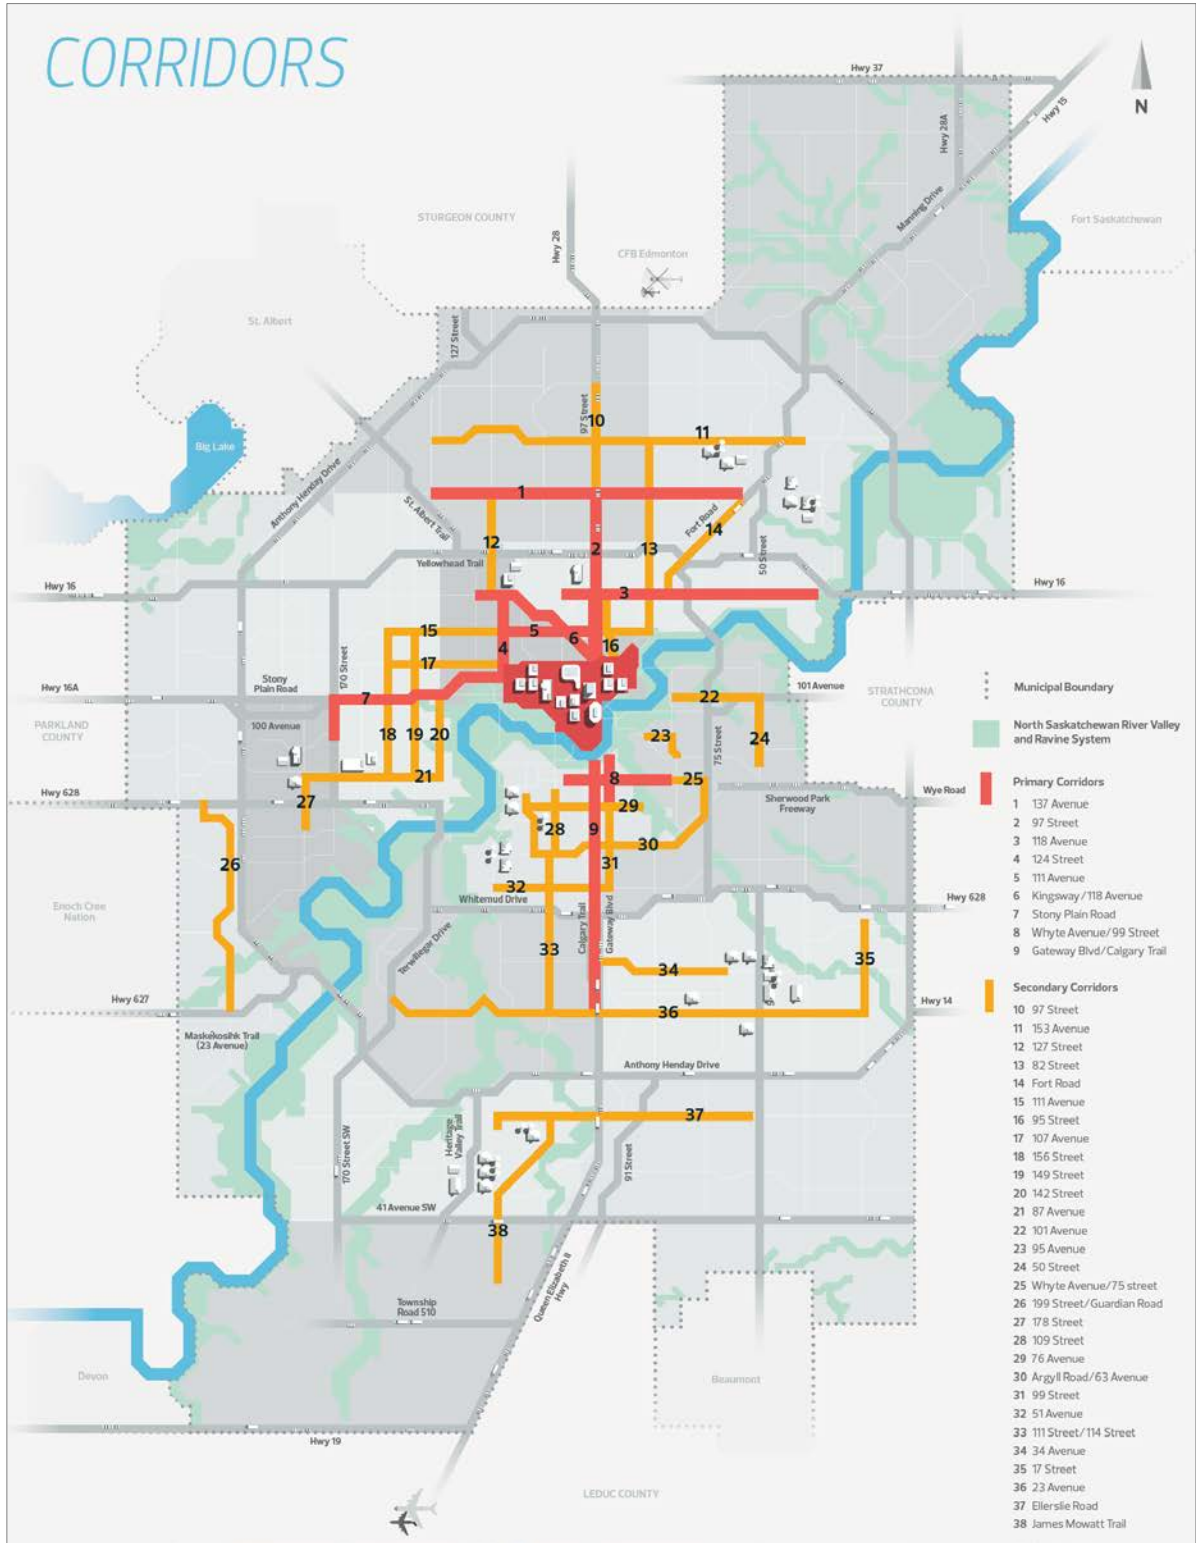 CORRIDORS
Hwy 37
Hwy 15
N
Hwy 28A
Manning Drive
Fort Saskatchewan
STURGEON COUNTY
Hwy 28
CFB Edmonton
St. Albert
127 Street
97 Street
10
11
Big Lake
Anthony Henday Drive
St. Albert Trail
1
Fort Road
14
12
2
13
50 Street
Yellowhead Trail
Hwy 16
3
Hwy 16
15
5
6
16
4
17
170 Street
Stony
Plain Road
Hwy 16A
7
22
101 Avenue
STRATHCONA
COUNTY
PARKLAND
COUNTY
100 Avenue
18
19
20
23
75 Street
24
21
8
25
Hwy 628
27
29
Sherwood Park
Freeway
Wye Road
28
9
30
26
31
32
Whitemud Drive
Hwy 628
Enoch Cree
Nation
Terwillegar Drive
Calgary Trail
Gateway Blvd
33
34
35
Hwy 627
36
Hwy 14
Maskêkosihk Trail
(23 Avenue)
Anthony Henday Drive
37
Heritage
Valley Trail
170 Street SW
91 Street
41 Avenue SW
38
Queen Elizabeth II
Hwy
Township
Road 510
Devon
Beaumont
Hwy 19
LEDUC COUNTY
Municipal Boundary
North Saskatchewan River Valley
and Ravine System
Primary Corridors
1 137 Avenue
2 97 Street
3 118 Avenue
4 124 Street
5 111 Avenue
6 Kingsway/118 Avenue
7 Stony Plain Road
8 Whyte Avenue/99 Street
9 Gateway Blvd/Calgary Trail
Secondary Corridors
10 97 Street
11 153 Avenue
12 127 Street
13 82 Street
14 Fort Road
15 111 Avenue
16 95 Street
17 107 Avenue
18 156 Street
19 149 Street
20 142 Street
21 87 Avenue
22 101 Avenue
23 95 Avenue
24 50 Street
25 Whyte Avenue/75 street
26 199 Street/Guardian Road
27 178 Street
28 109 Street
29 76 Avenue
30 Argyll Road/63 Avenue
31 99 Street
32 51 Avenue
33 111 Street/114 Street
34 34 Avenue
35 17 Street
36 23 Avenue
37 Ellerslie Road
38 James Mowatt Trail